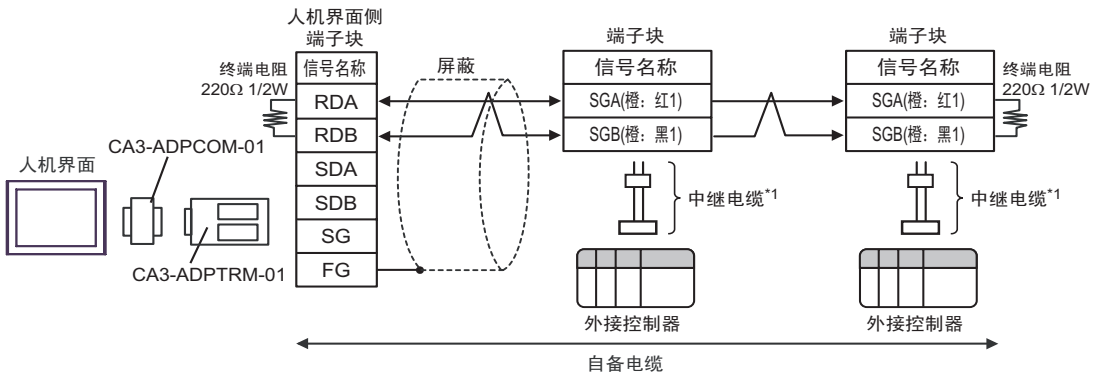 人机界面侧
端子块
终端电阻
220Ω 1/2W
信号名称
RDA
RDB
SDA
SDB
SG
FG
屏蔽
人机界面
CA3-ADPCOM-01
CA3-ADPTRM-01
端子块
信号名称
SGA(橙：红1)
SGB(橙：黑1)
中继电缆*1
外接控制器
端子块
信号名称
SGA(橙：红1)
SGB(橙：黑1)
终端电阻
220Ω 1/2W
中继电缆*1
外接控制器
自备电缆